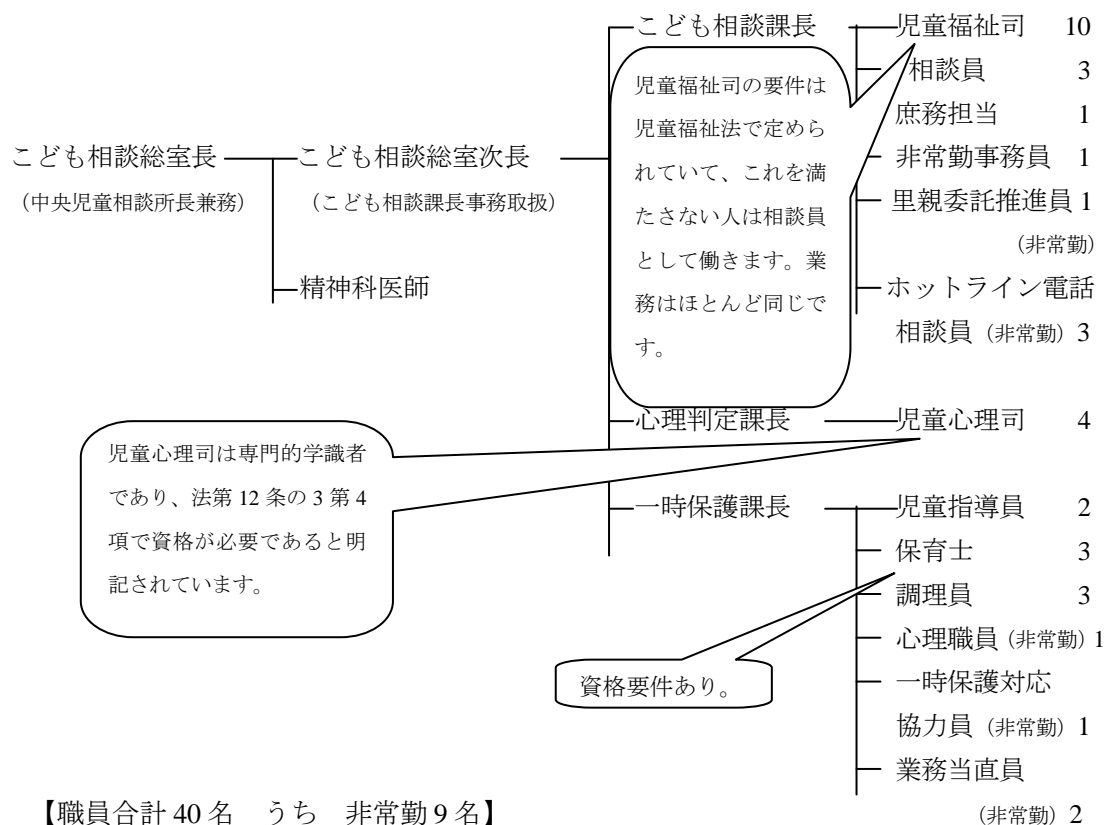 こども相談課長 児童福祉司 10
相談員 3
庶務担当 1
こども相談総室長 こども相談総室次長 非常勤事務員 1
（中央児童相談所長兼務） （こども相談課長事務取扱） 里親委託推進員 1
（非常勤）
精神科医師 ホットライン電話
相談員（非常勤）3
児童福祉司の要件は
児童福祉法で定めら
れていて、これを満
たさない人は相談員
として働きます。業
務はほとんど同じで
す。
心理判定課長 児童心理司 4
児童心理司は専門的学識者
であり、法第 12 条の 3 第 4
項で資格が必要であると明
記されています。
一時保護課長 児童指導員 2
保育士 3
調理員 3
心理職員（非常勤）1
資格要件あり。
一時保護対応
協力員（非常勤）1
業務当直員
（非常勤）2
【職員合計 40 名 うち 非常勤 9 名】